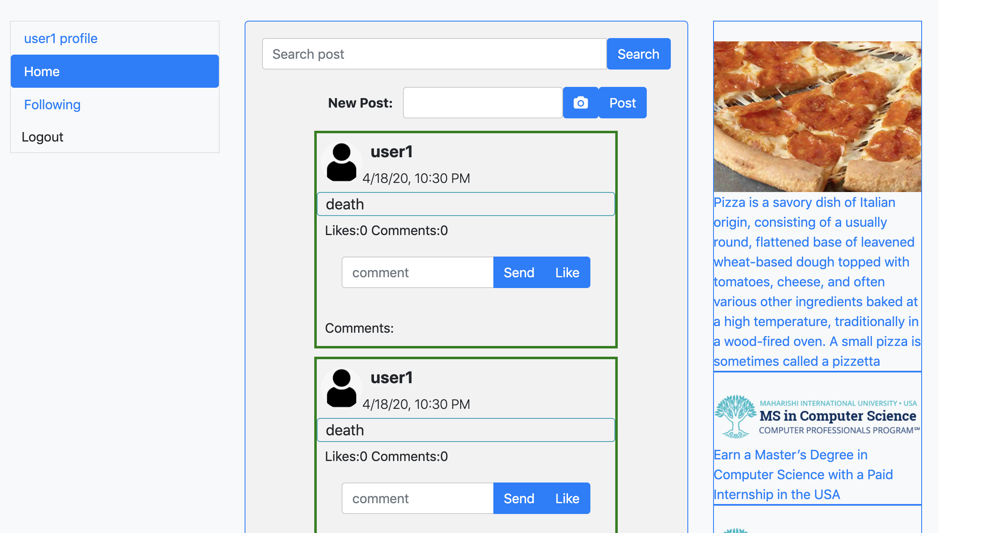 user1 profile
Home
Following
Logout
Search post
Search
New Post:
Post
user1
4/18/20, 10:30 PM
death
Likes:0 Comments:0
comment
Send
Like
Comments:
user1
4/18/20, 10:30 PM
death
Likes:0 Comments:0
comment
Send
Like
Pizza is a savory dish of Italian
origin, consisting of a usually
round, flattened base of leavened
wheat-based dough topped with
tomatoes, cheese, and often
various other ingredients baked at
a high temperature, traditionally in
a wood-fired oven. A small pizza is
sometimes called a pizzetta
MAHARISHI INTERNATIONAL UNIVERSITY • USA
MS in Computer Science
COMPUTER PROFESSIONALS PROGRAM℠
Earn a Master’s Degree in
Computer Science with a Paid
Internship in the USA